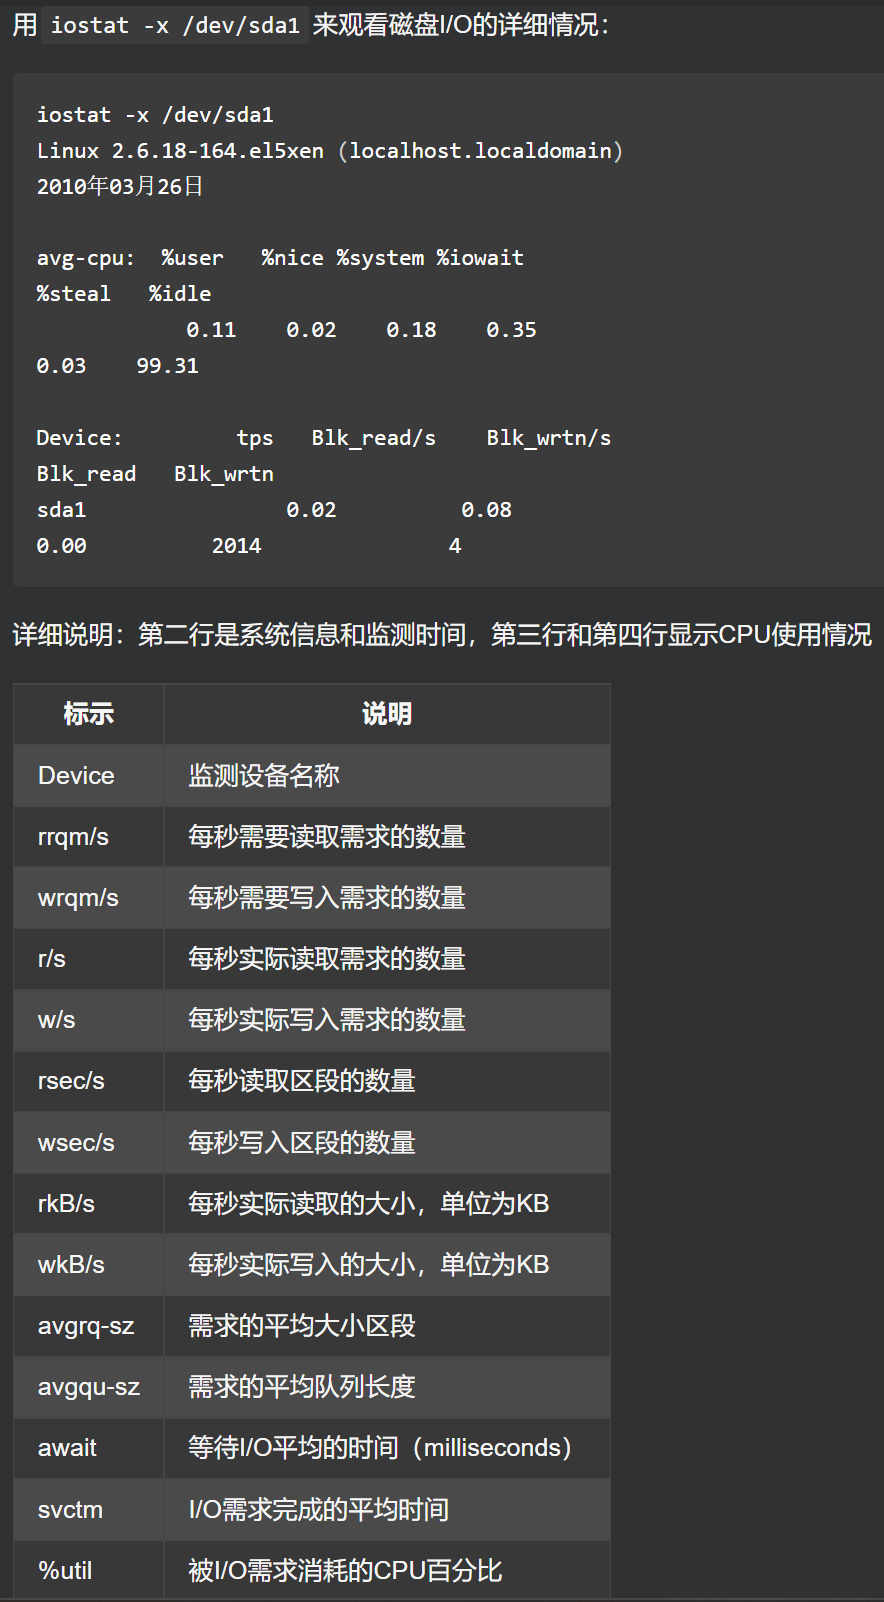 用 iostat -x /dev/sda1 来观看磁盘I/O的详细情况：
iostat -x /dev/sda1
Linux 2.6.18-164.el5xen (localhost.localdomain)
2010年03月26日
avg-cpu:  %user   %nice %system %iowait
%steal   %idle
0.11    0.02    0.18    0.35
0.03    99.31
Device:         tps   Blk_read/s    Blk_wrtn/s
Blk_read   Blk_wrtn
sda1                0.02          0.08
0.00          2014               4
详细说明：第二行是系统信息和监测时间，第三行和第四行显示CPU使用情况
标示 说明
Device 监测设备名称
rrqm/s 每秒需要读取需求的数量
wrqm/s 每秒需要写入需求的数量
r/s 每秒实际读取需求的数量
w/s 每秒实际写入需求的数量
rsec/s 每秒读取区段的数量
wsec/s 每秒写入区段的数量
rkB/s 每秒实际读取的大小，单位为KB
wkB/s 每秒实际写入的大小，单位为KB
avgrq-sz 需求的平均大小区段
avgqu-sz 需求的平均队列长度
await 等待I/O平均的时间（milliseconds）
svctm I/O需求完成的平均时间
%util 被I/O需求消耗的CPU百分比